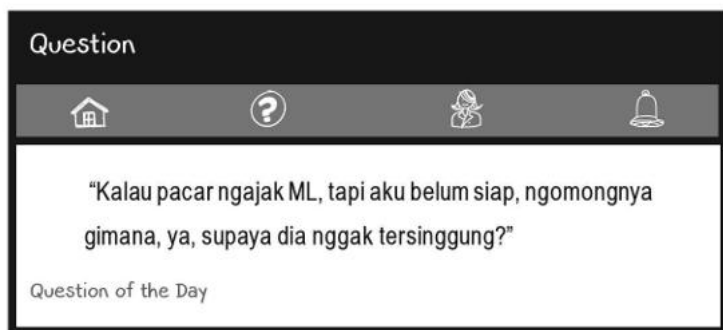 Question
?
“Kalau pacar ngajak ML, tapi aku belum siap, ngomongnya
gimana, ya, supaya dia nggak tersinggung?”
Question of the Day